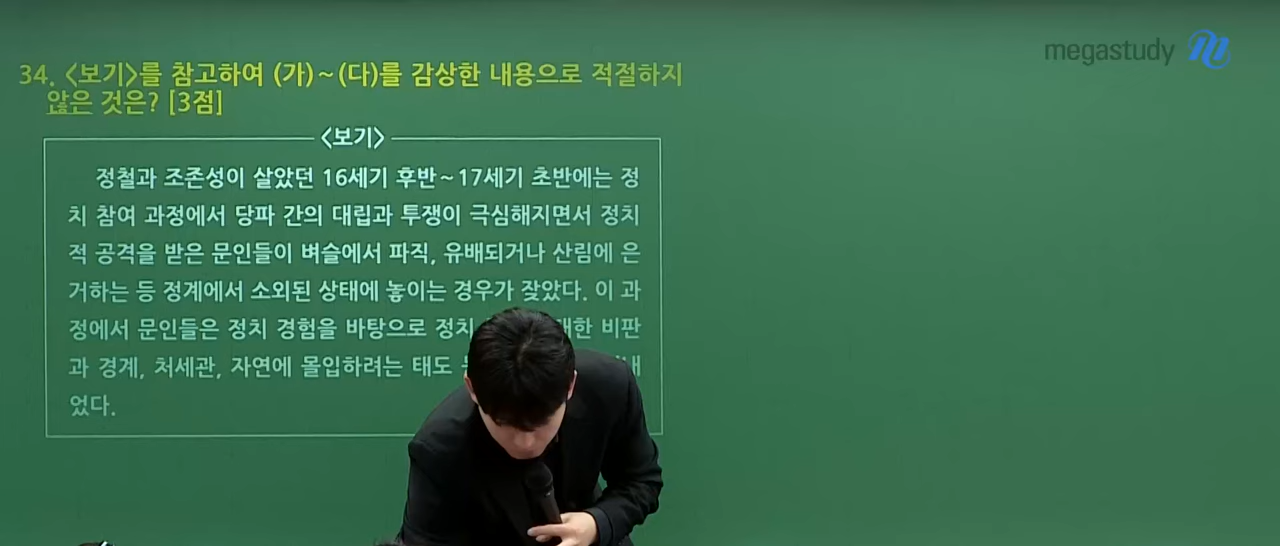 megastudy
34. <보기>를 참고하여 (가)~(다)를 감상한 내용으로 적절하지
않은 것은? [3점]
<보기>
정철과 조존성이 살았던 16세기 후반~17세기 초반에는 정
치 참여 과정에서 당파 간의 대립과 투쟁이 극심해지면서 정치
적 공격을 받은 문인들이 벼슬에서 파직, 유배되거나 산림에 은
거하는 등 정계에서 소외된 상태에 놓이는 경우가 잦았다. 이 과
정에서 문인들은 정치 경험을 바탕으로 정치 비판
과 경계, 처세관, 자연에 몰입하려는 태도
었다.